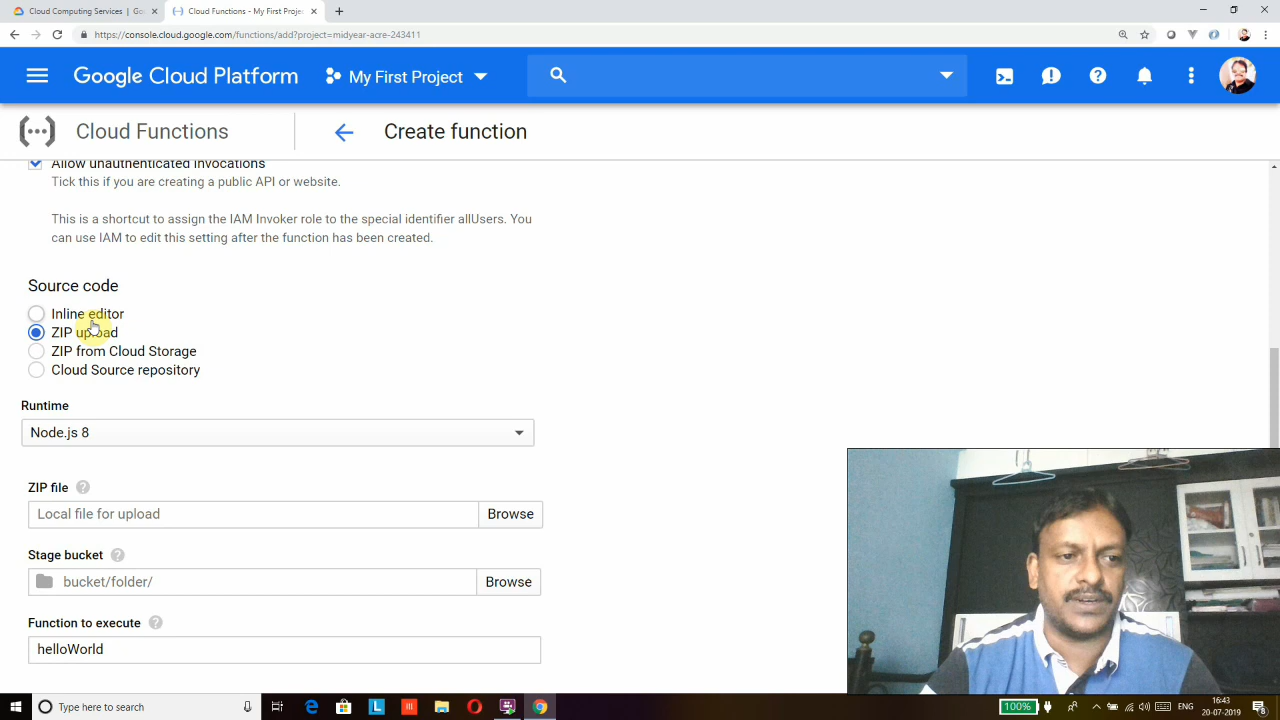 Cloud Computing Services | Go
Cloud Functions - My First Projec
https://console.cloud.google.com/functions/add?project=midyear-acre-243411
Google Cloud Platform
My First Project
Cloud Functions
Create function
Allow unauthenticated invocations
Tick this if you are creating a public API or website.
This is a shortcut to assign the IAM Invoker role to the special identifier allUsers. You
can use IAM to edit this setting after the function has been created.
Source code
Inline editor
ZIP upload
ZIP from Cloud Storage
Cloud Source repository
Runtime
Node.js 8
ZIP file
Local file for upload
Browse
Stage bucket
bucket/folder/
Browse
Function to execute
helloWorld
Type here to search
100%
ENG
16:43
20-07-2019
8